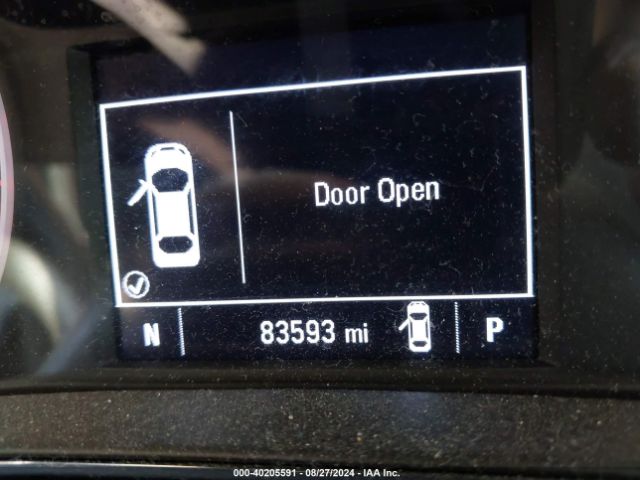 Door Open
N 83593 mi P
000-40205591 - 08/27/2024 - IAA Inc.